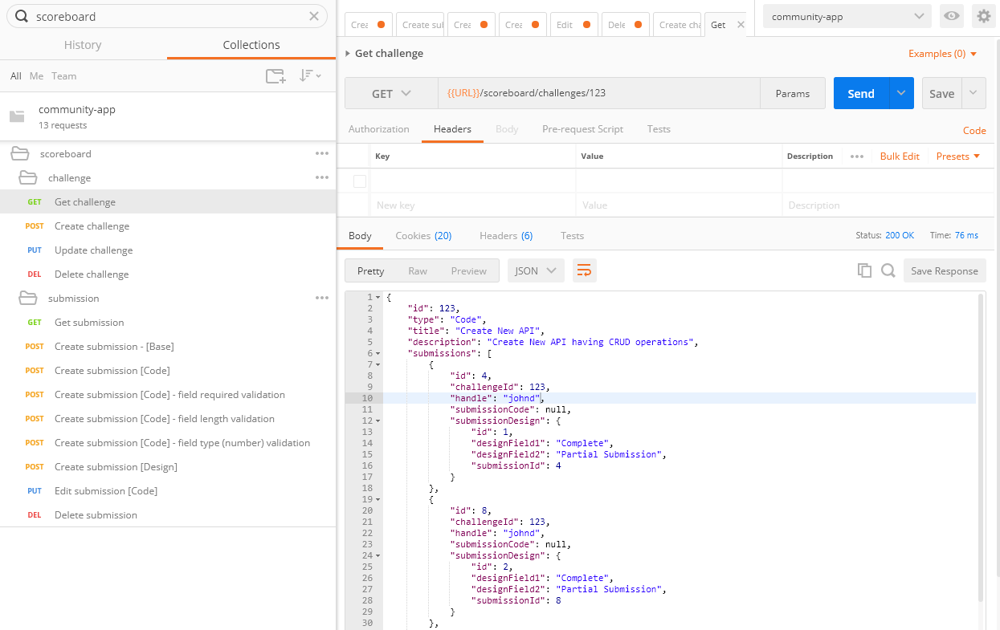 scoreboard
History Collections
All Me Team
community-app
13 requests
scoreboard
challenge
GET Get challenge
POST Create challenge
PUT Update challenge
DEL Delete challenge
submission
GET Get submission
POST Create submission - [Base]
POST Create submission [Code]
POST Create submission [Code] - field required validation
POST Create submission [Code] - field length validation
POST Create submission [Code] - field type (number) validation
POST Create submission [Design]
PUT Edit submission [Code]
DEL Delete submission
Crea Create sul Crea Crea Edit Dele Create cha Get
community-app
Get challenge
Examples (0)
GET {{URL}}/scoreboard/challenges/123 Params Send Save
Authorization Headers Body Pre-request Script Tests Code
Key Value Description Bulk Edit Presets
New key Value Description
Body Cookies (20) Headers (6) Tests Status: 200 OK Time: 76 ms
Pretty Raw Preview JSON Save Response
1 {
2 "id": 123,
3 "type": "Code",
4 "title": "Create New API",
5 "description": "Create New API having CRUD operations",
6 "submissions": [
7 {
8 "id": 4,
9 "challengeId": 123,
10 "handle": "johnd",
11 "submissionCode": null,
12 "submissionDesign": {
13 "id": 1,
14 "designField1": "Complete",
15 "designField2": "Partial Submission",
16 "submissionId": 4
17 }
18 },
19 {
20 "id": 8,
21 "challengeId": 123,
22 "handle": "johnd",
23 "submissionCode": null,
24 "submissionDesign": {
25 "id": 2,
26 "designField1": "Complete",
27 "designField2": "Partial Submission",
28 "submissionId": 8
29 }
30 },